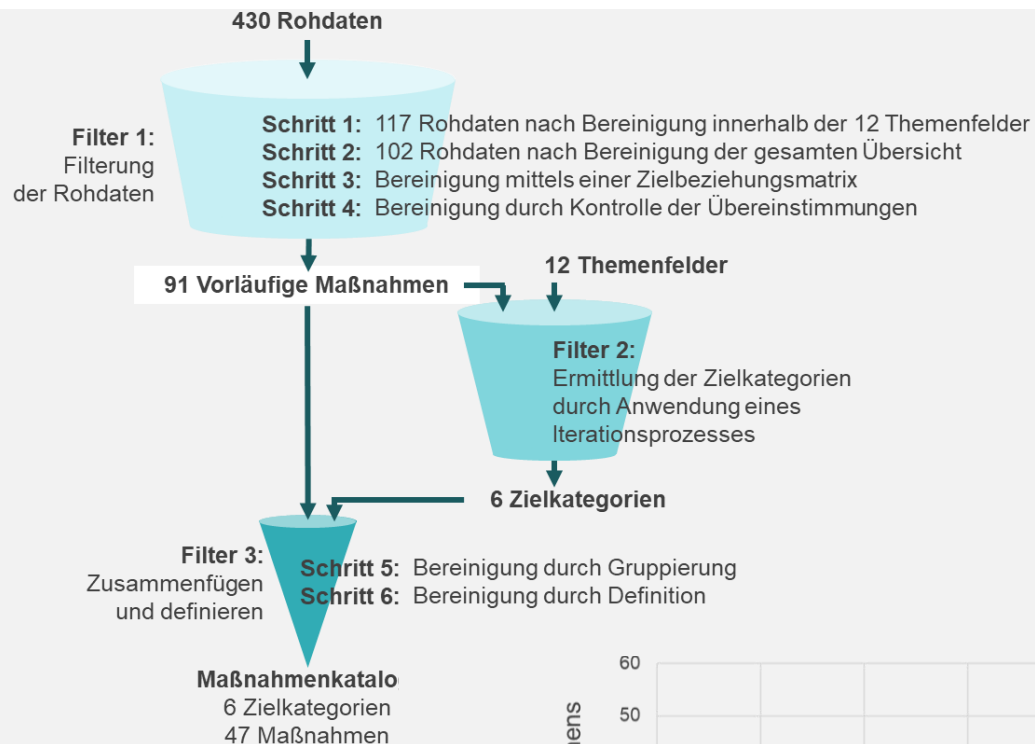 430 Rohdaten
Filter 1:
Filterung
der Rohdaten
Schritt 1: 117 Rohdaten nach Bereinigung innerhalb der 12 Themenfelder
Schritt 2: 102 Rohdaten nach Bereinigung der gesamten Übersicht
Schritt 3: Bereinigung mittels einer Zielbeziehungsmatrix
Schritt 4: Bereinigung durch Kontrolle der Übereinstimmungen
91 Vorläufige Maßnahmen
12 Themenfelder
Filter 2:
Ermittlung der Zielkategorien
durch Anwendung eines
Iterationsprozesses
6 Zielkategorien
Filter 3:
Zusammenfügen
und definieren
Schritt 5: Bereinigung durch Gruppierung
Schritt 6: Bereinigung durch Definition
Maßnahmenkatalo
6 Zielkategorien
47 Maßnahmen
60
50